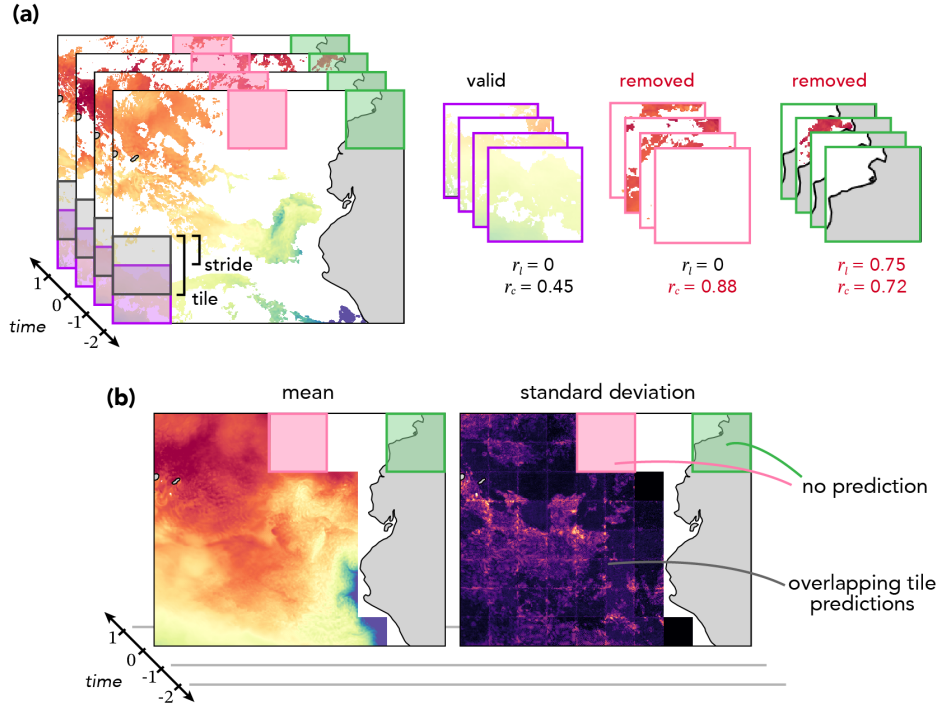 (a)
valid
removed
removed
stride
tile
r_l = 0
r_c = 0.45
r_l = 0
r_c = 0.88
r_l = 0.75
r_c = 0.72
1
0
-1
-2
time
(b)
mean
standard deviation
no prediction
overlapping tile
predictions
1
0
-1
-2
time